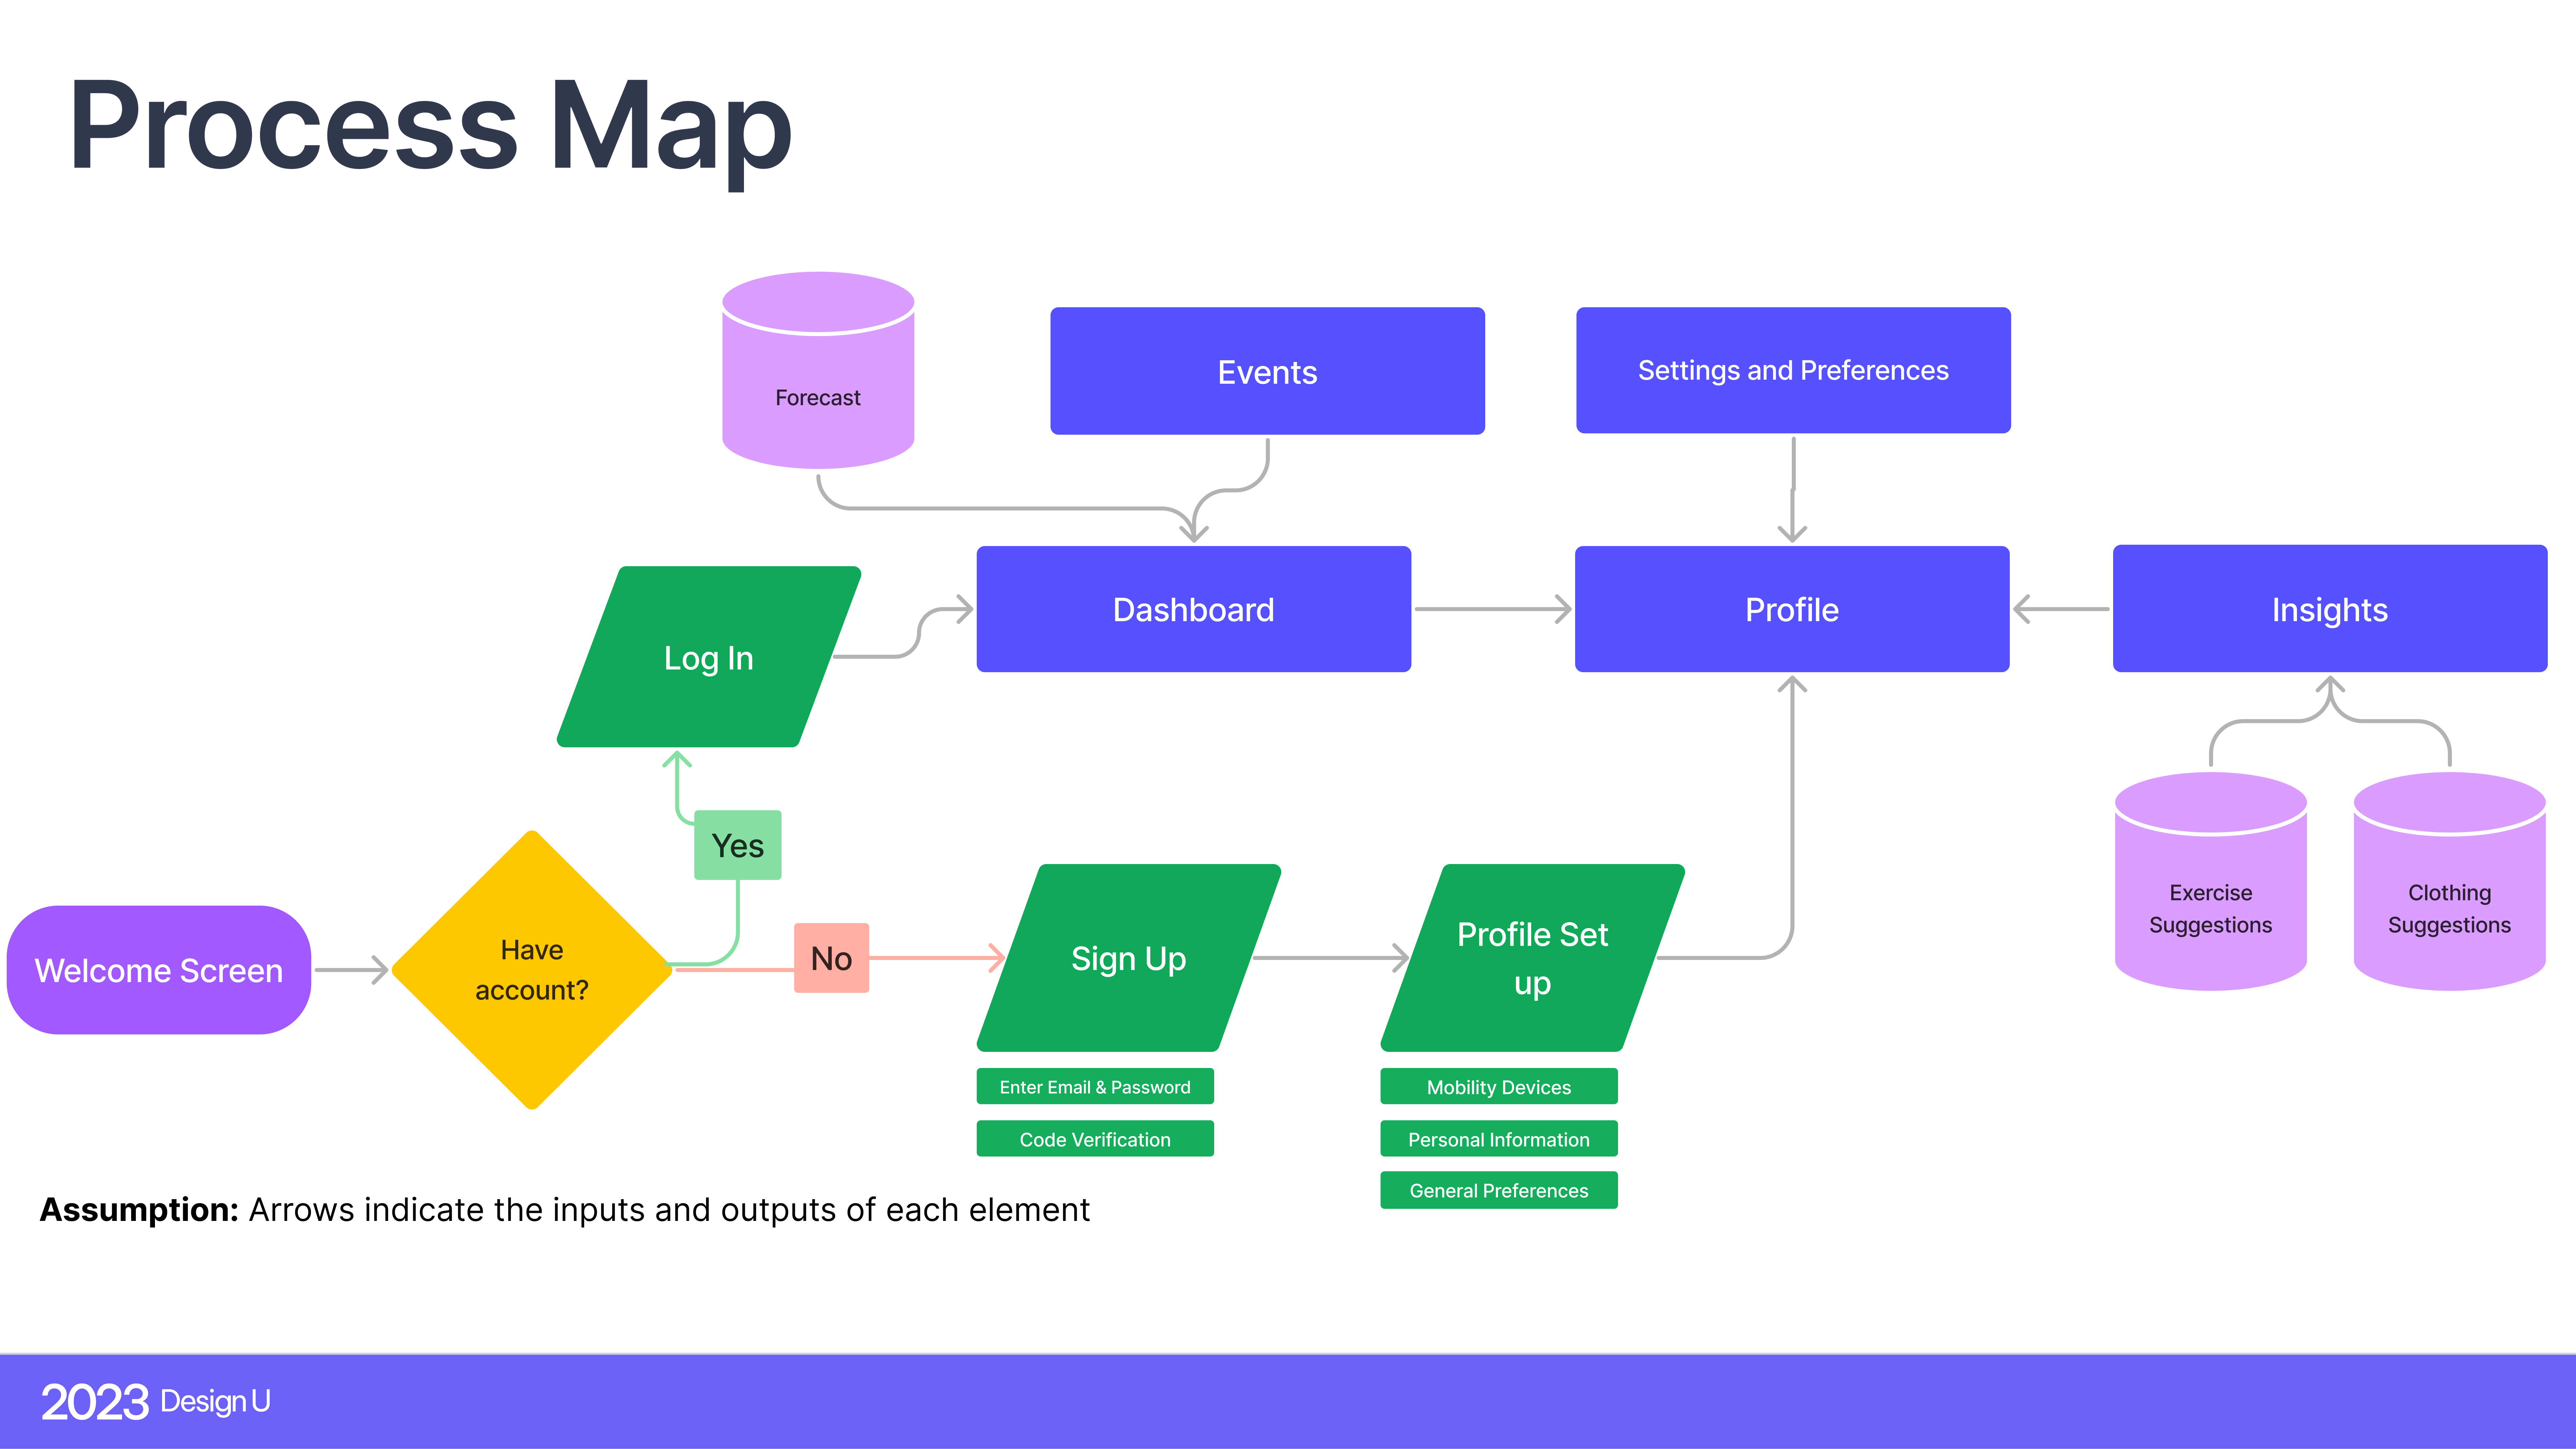 Process Map
Forecast
Events
Settings and Preferences
Log In
Dashboard
Profile
Insights
Yes
No
Welcome Screen
Have
account?
Sign Up
Profile Set
up
Exercise
Suggestions
Clothing
Suggestions
Enter Email & Password
Code Verification
Mobility Devices
Personal Information
General Preferences
Assumption: Arrows indicate the inputs and outputs of each element
2023 Design U